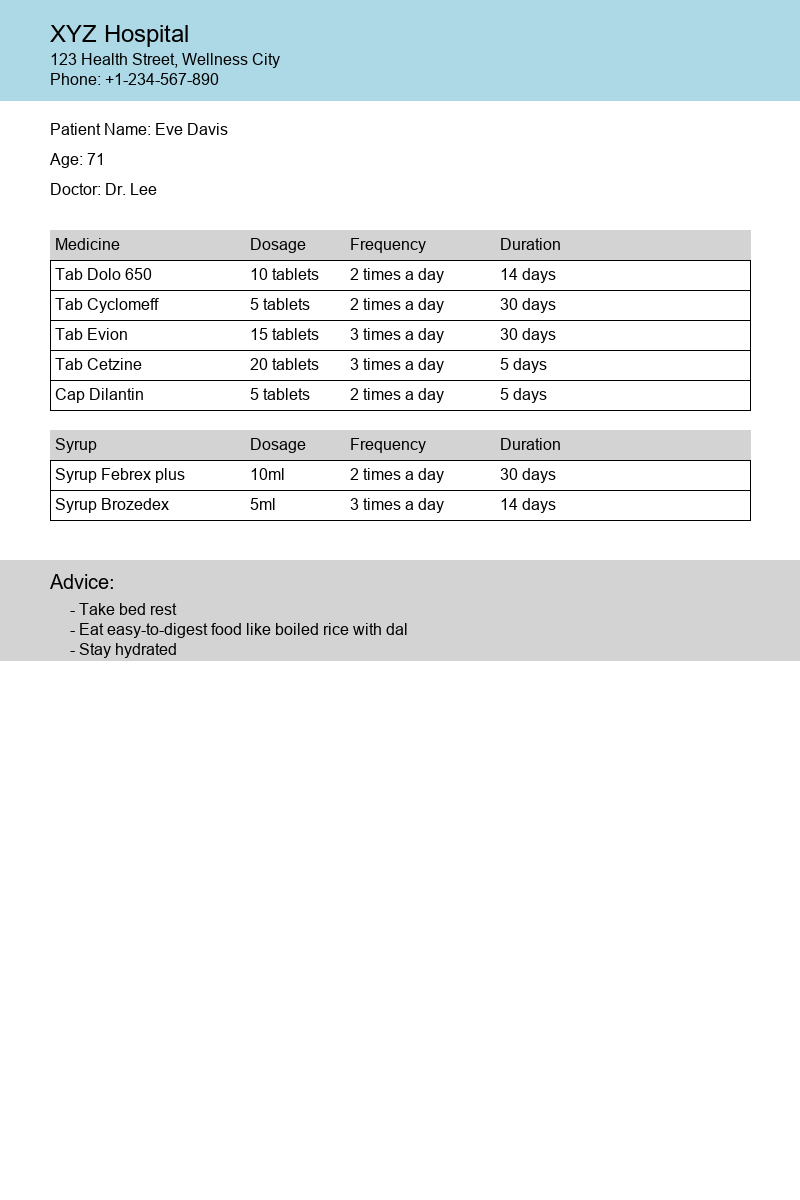 XYZ Hospital
123 Health Street, Wellness City
Phone: +1-234-567-890
Patient Name: Eve Davis
Age: 71
Doctor: Dr. Lee
Medicine Dosage Frequency Duration
Tab Dolo 650 10 tablets 2 times a day 14 days
Tab Cyclomeff 5 tablets 2 times a day 30 days
Tab Evion 15 tablets 3 times a day 30 days
Tab Cetzine 20 tablets 3 times a day 5 days
Cap Dilantin 5 tablets 2 times a day 5 days
Syrup Dosage Frequency Duration
Syrup Febrex plus 10ml 2 times a day 30 days
Syrup Brozedex 5ml 3 times a day 14 days
Advice:
- Take bed rest
- Eat easy-to-digest food like boiled rice with dal
- Stay hydrated